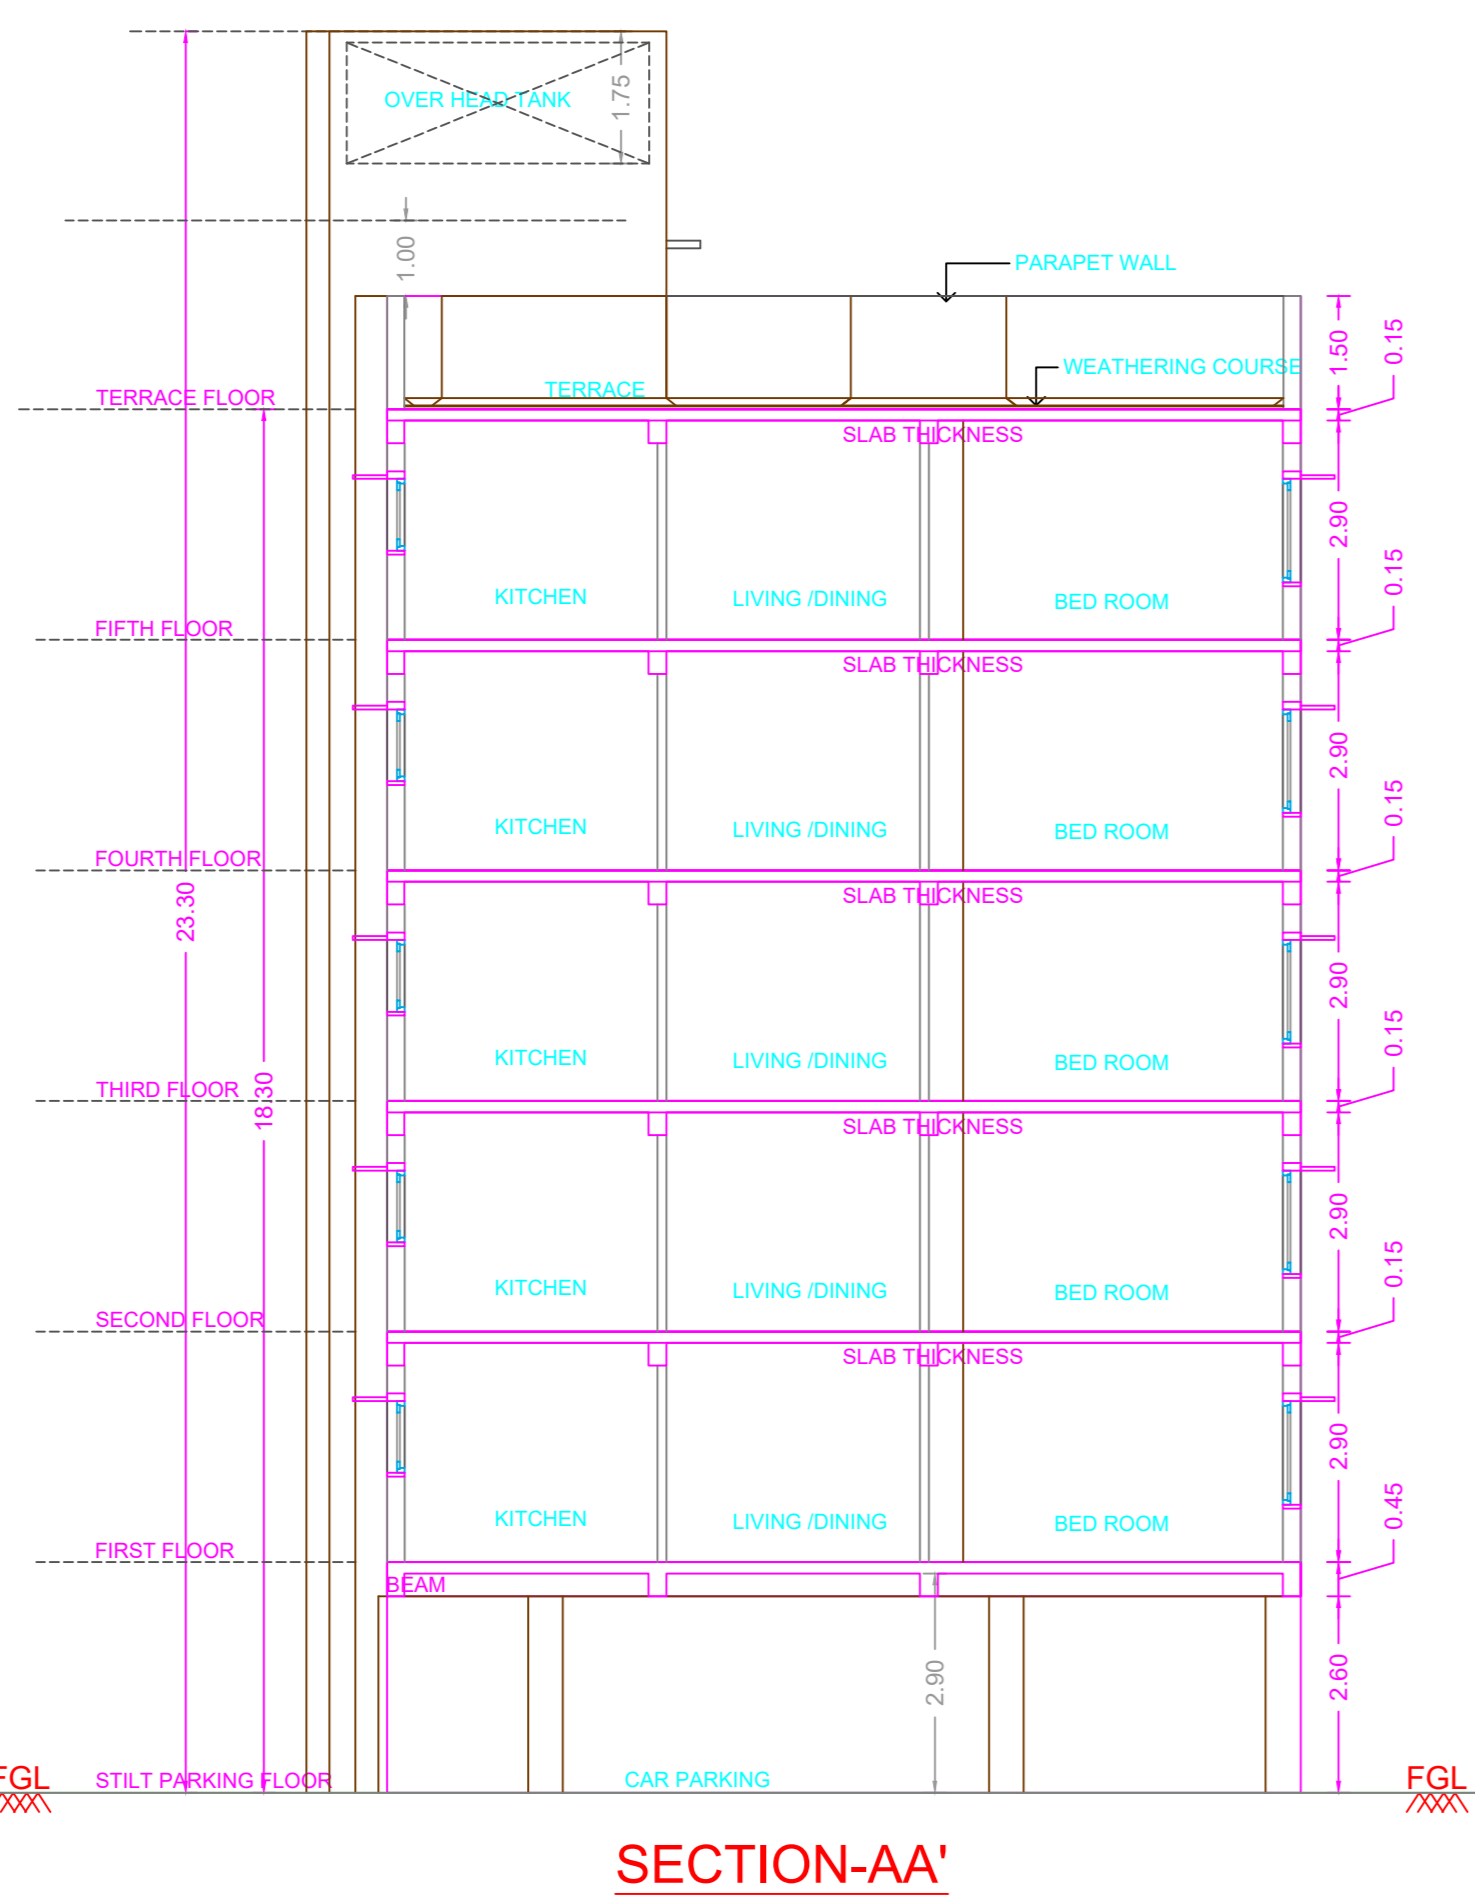 OVER HEAD TANK
1.75
1.00
PARAPET WALL
1.50
0.15
WEATHERING COURSE
TERRACE
TERRACE FLOOR
SLAB THICKNESS
2.90
0.15
KITCHEN
LIVING /DINING
BED ROOM
FIFTH FLOOR
SLAB THICKNESS
2.90
0.15
KITCHEN
LIVING /DINING
BED ROOM
FOURTH FLOOR
23.30
SLAB THICKNESS
2.90
0.15
KITCHEN
LIVING /DINING
BED ROOM
THIRD FLOOR
18.30
SLAB THICKNESS
2.90
0.15
KITCHEN
LIVING /DINING
BED ROOM
SECOND FLOOR
SLAB THICKNESS
2.90
0.45
KITCHEN
LIVING /DINING
BED ROOM
FIRST FLOOR
BEAM
2.90
2.60
FGL
STILT PARKING FLOOR
CAR PARKING
FGL
SECTION-AA'